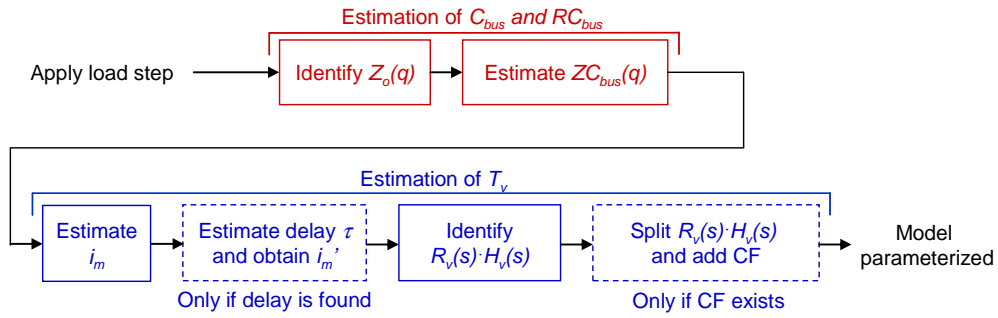 Estimation of C_bus and RC_bus
Apply load step
Identify Z_o(q)
Estimate ZC_bus(q)
Estimation of T_v
Estimate
i_m
Estimate delay τ
and obtain i_m'
Identify
R_v(s)·H_v(s)
Split R_v(s)·H_v(s)
and add CF
Model
parameterized
Only if delay is found
Only if CF exists